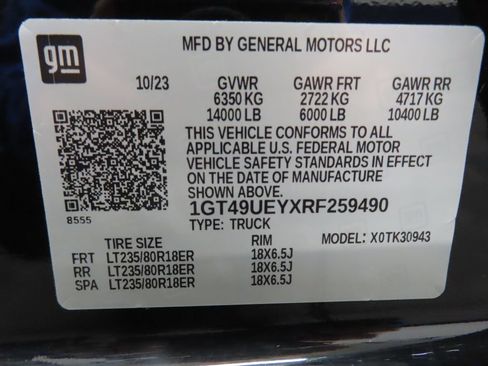 gm
MFD BY GENERAL MOTORS LLC
10/23 GVWR GAWR FRT GAWR RR
6350 KG 2722 KG 4717 KG
14000 LB 6000 LB 10400 LB
THIS VEHICLE CONFORMS TO ALL
APPLICABLE U.S. FEDERAL MOTOR
VEHICLE SAFETY STANDARDS IN EFFECT
ON THE DATE OF MANUFACTURE
SHOWN ABOVE.
8555
1GT49UEYXRF259490
TYPE: TRUCK
TIRE SIZE RIM MODEL: X0TK30943
FRT LT235/80R18ER 18X6.5J
RR LT235/80R18ER 18X6.5J
SPA LT235/80R18ER 18X6.5J